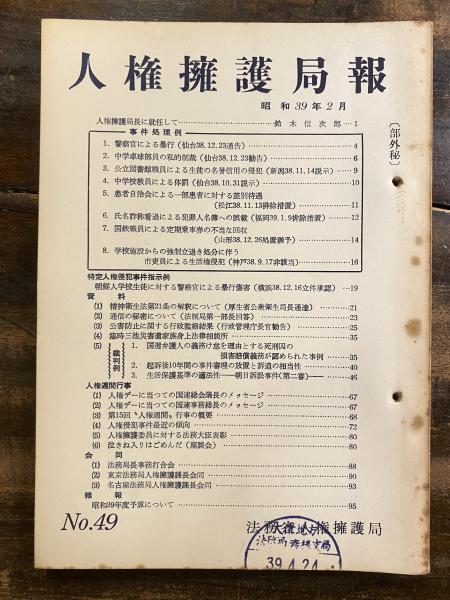 人権擁護局報
昭和39年2月
〔部外秘〕
人権擁護局長に就任して……鈴木信次郎…1
事件処理例
1. 警察官による暴行(仙台38.12.23通告)……4
2. 中学卓球部員の私的制裁(仙台38.12.23勧告)……6
3. 公立図書館職員による生徒の名誉信用の侵犯(新潟38.11.14説示)……9
4. 中学校教員による体罰(仙台38.10.31説示)……10
5. 患者自治会による一部患者に対する差別待遇
(松江38.11.13排除措置)……11
6. 氏名詐称看過による犯罪人名簿への誤載(福岡39.1.9排除措置)……12
7. 国鉄職員による定期乗車券の不当な回収
(山形38.12.26処置猶予)……14
8. 学校施設からの強制立退き処分に伴う
市吏員による生活権侵犯(神戸38.9.17非該当)……16
特定人権侵犯事件指示例
朝鮮人学校生徒に対する警察官による暴行傷害(横浜38.12.16立件承認)…19
資料
(1) 精神衛生法第21条の解釈について(厚生省公衆衛生局長通達)……21
(2) 通信の秘密について(法制局第一部長回答)……23
(3) 公害防止に関する行政監察結果(行政管理庁長官勧告)……25
(4) 臨時三池災害遺家族身上法律相談所……35
(5) 裁判例
1. 国選弁護人の義務け怠を理由とする死刑囚の
損害賠償義務が認められた事例……35
2. 起訴後10年間の事件審理の放置と訴追の相当性……40
3. 生活保護基準の適法性――朝日訴訟事件(第二審)――……46
人権週間行事
(1) 人権デーに当つての国連総会議長のメッセージ……67
(2) 人権デーに当つての国連事務総長のメッセージ……67
(3) 第15回〝人権週間〟行事の概要……68
(4) 人権侵犯事件最近の傾向……72
(5) 人権擁護委員に対する法務大臣表彰……80
(6) 泣きね入りはごめんだ(座談会)……80
会同
(1) 法務局長事務打合会……88
(2) 東京法務局人権擁護課長会同……90
(3) 名古屋法務局人権擁護課長会同……93
雑報
昭和39年度予算について……95
No.49
法務省人権擁護局
39.4.24